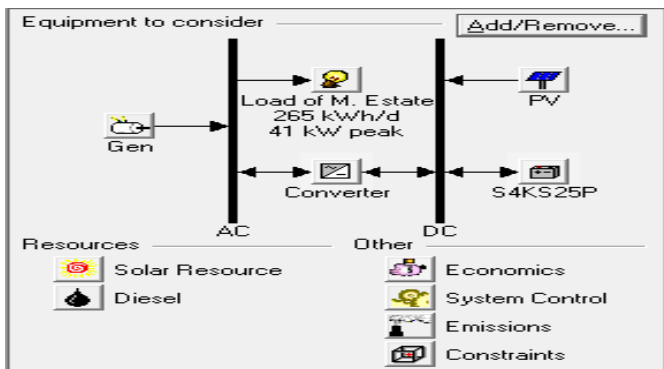 Equipment to consider
Add/Remove...
Load of M. Estate
265 kWh/d
41 kW peak
PV
Gen
Converter
S4KS25P
AC
DC
Resources
Other
Solar Resource
Economics
Diesel
System Control
Emissions
Constraints